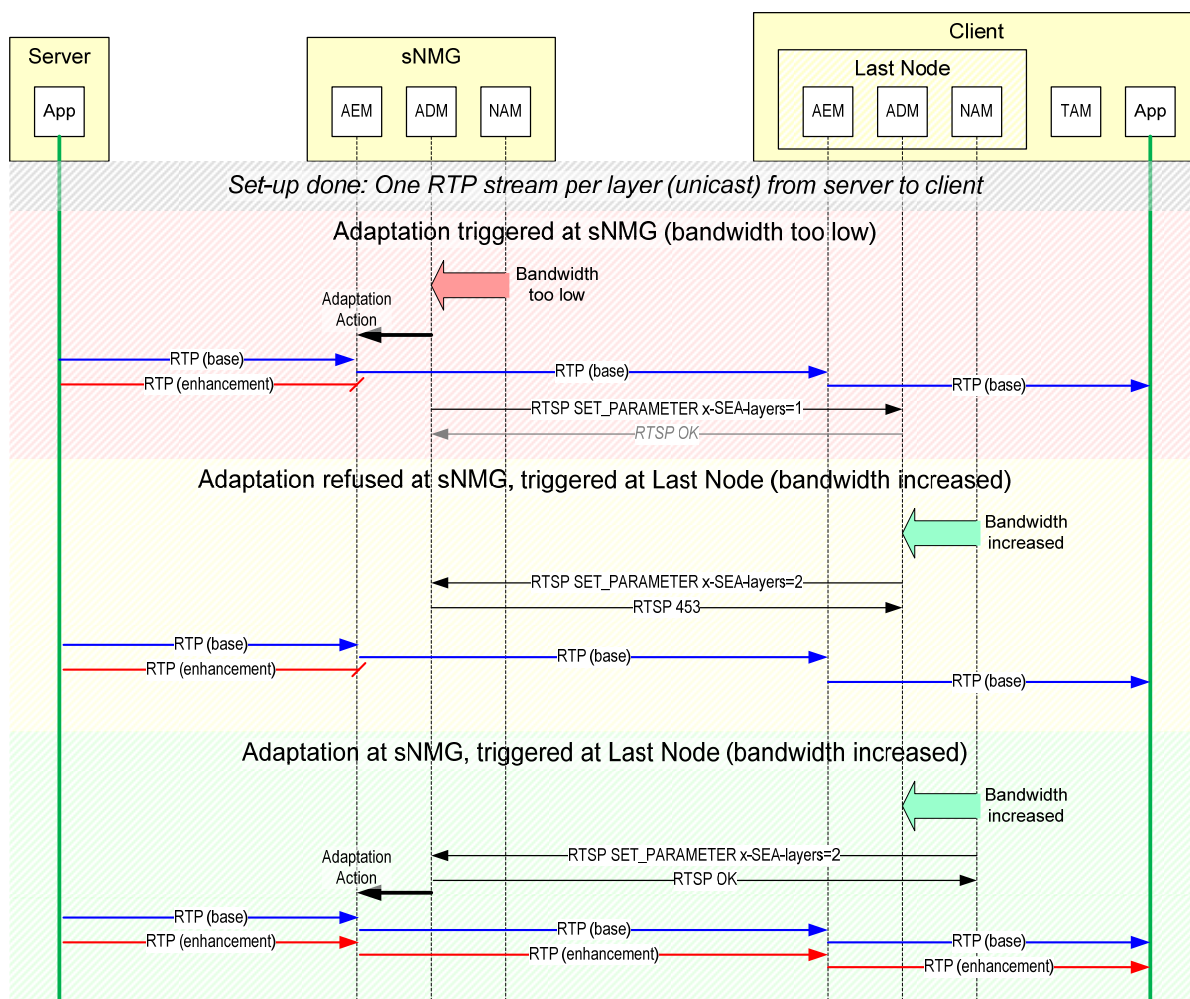 Client
Server
sNMG
Last Node
App
AEM
ADM
NAM
AEM
ADM
NAM
TAM
App
Set-up done: One RTP stream per layer (unicast) from server to client
Adaptation triggered at sNMG (bandwidth too low)
Bandwidth
too low
Adaptation
Action
RTP (base)
RTP (base)
RTP (enhancement)
RTP (base)
RTSP SET_PARAMETER x-SEA-layers=1
RTSP OK
Adaptation refused at sNMG, triggered at Last Node (bandwidth increased)
Bandwidth
increased
RTSP SET_PARAMETER x-SEA-layers=2
RTSP 453
RTP (base)
RTP (base)
RTP (enhancement)
RTP (base)
Adaptation at sNMG, triggered at Last Node (bandwidth increased)
Bandwidth
increased
RTSP SET_PARAMETER x-SEA-layers=2
Adaptation
Action
RTSP OK
RTP (base)
RTP (base)
RTP (enhancement)
RTP (base)
RTP (enhancement)
RTP (enhancement)